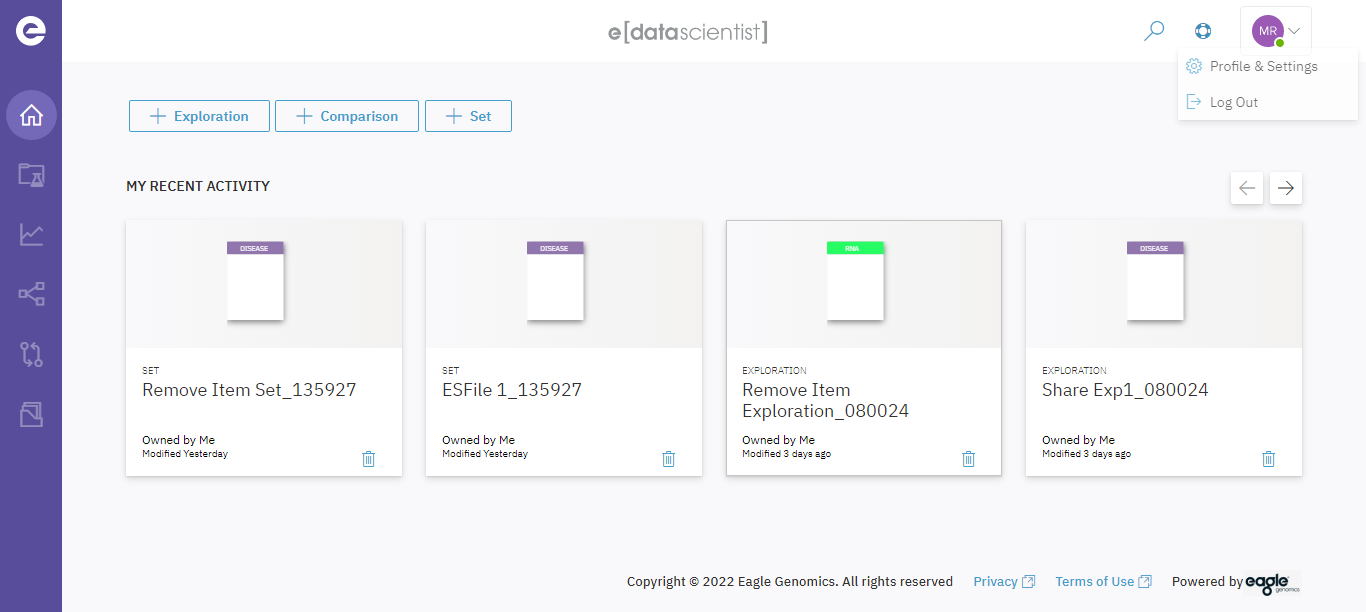 e
e[datascientist]
MR
Profile & Settings
Log Out
Exploration
Comparison
Set
MY RECENT ACTIVITY
DISEASE
SET
Remove Item Set_135927
Owned by Me
Modified Yesterday
DISEASE
SET
ESFile 1_135927
Owned by Me
Modified Yesterday
RNA
EXPLORATION
Remove Item
Exploration_080024
Owned by Me
Modified 3 days ago
DISEASE
EXPLORATION
Share Exp1_080024
Owned by Me
Modified 3 days ago
Copyright © 2022 Eagle Genomics. All rights reserved Privacy Terms of Use Powered by eagle genomics